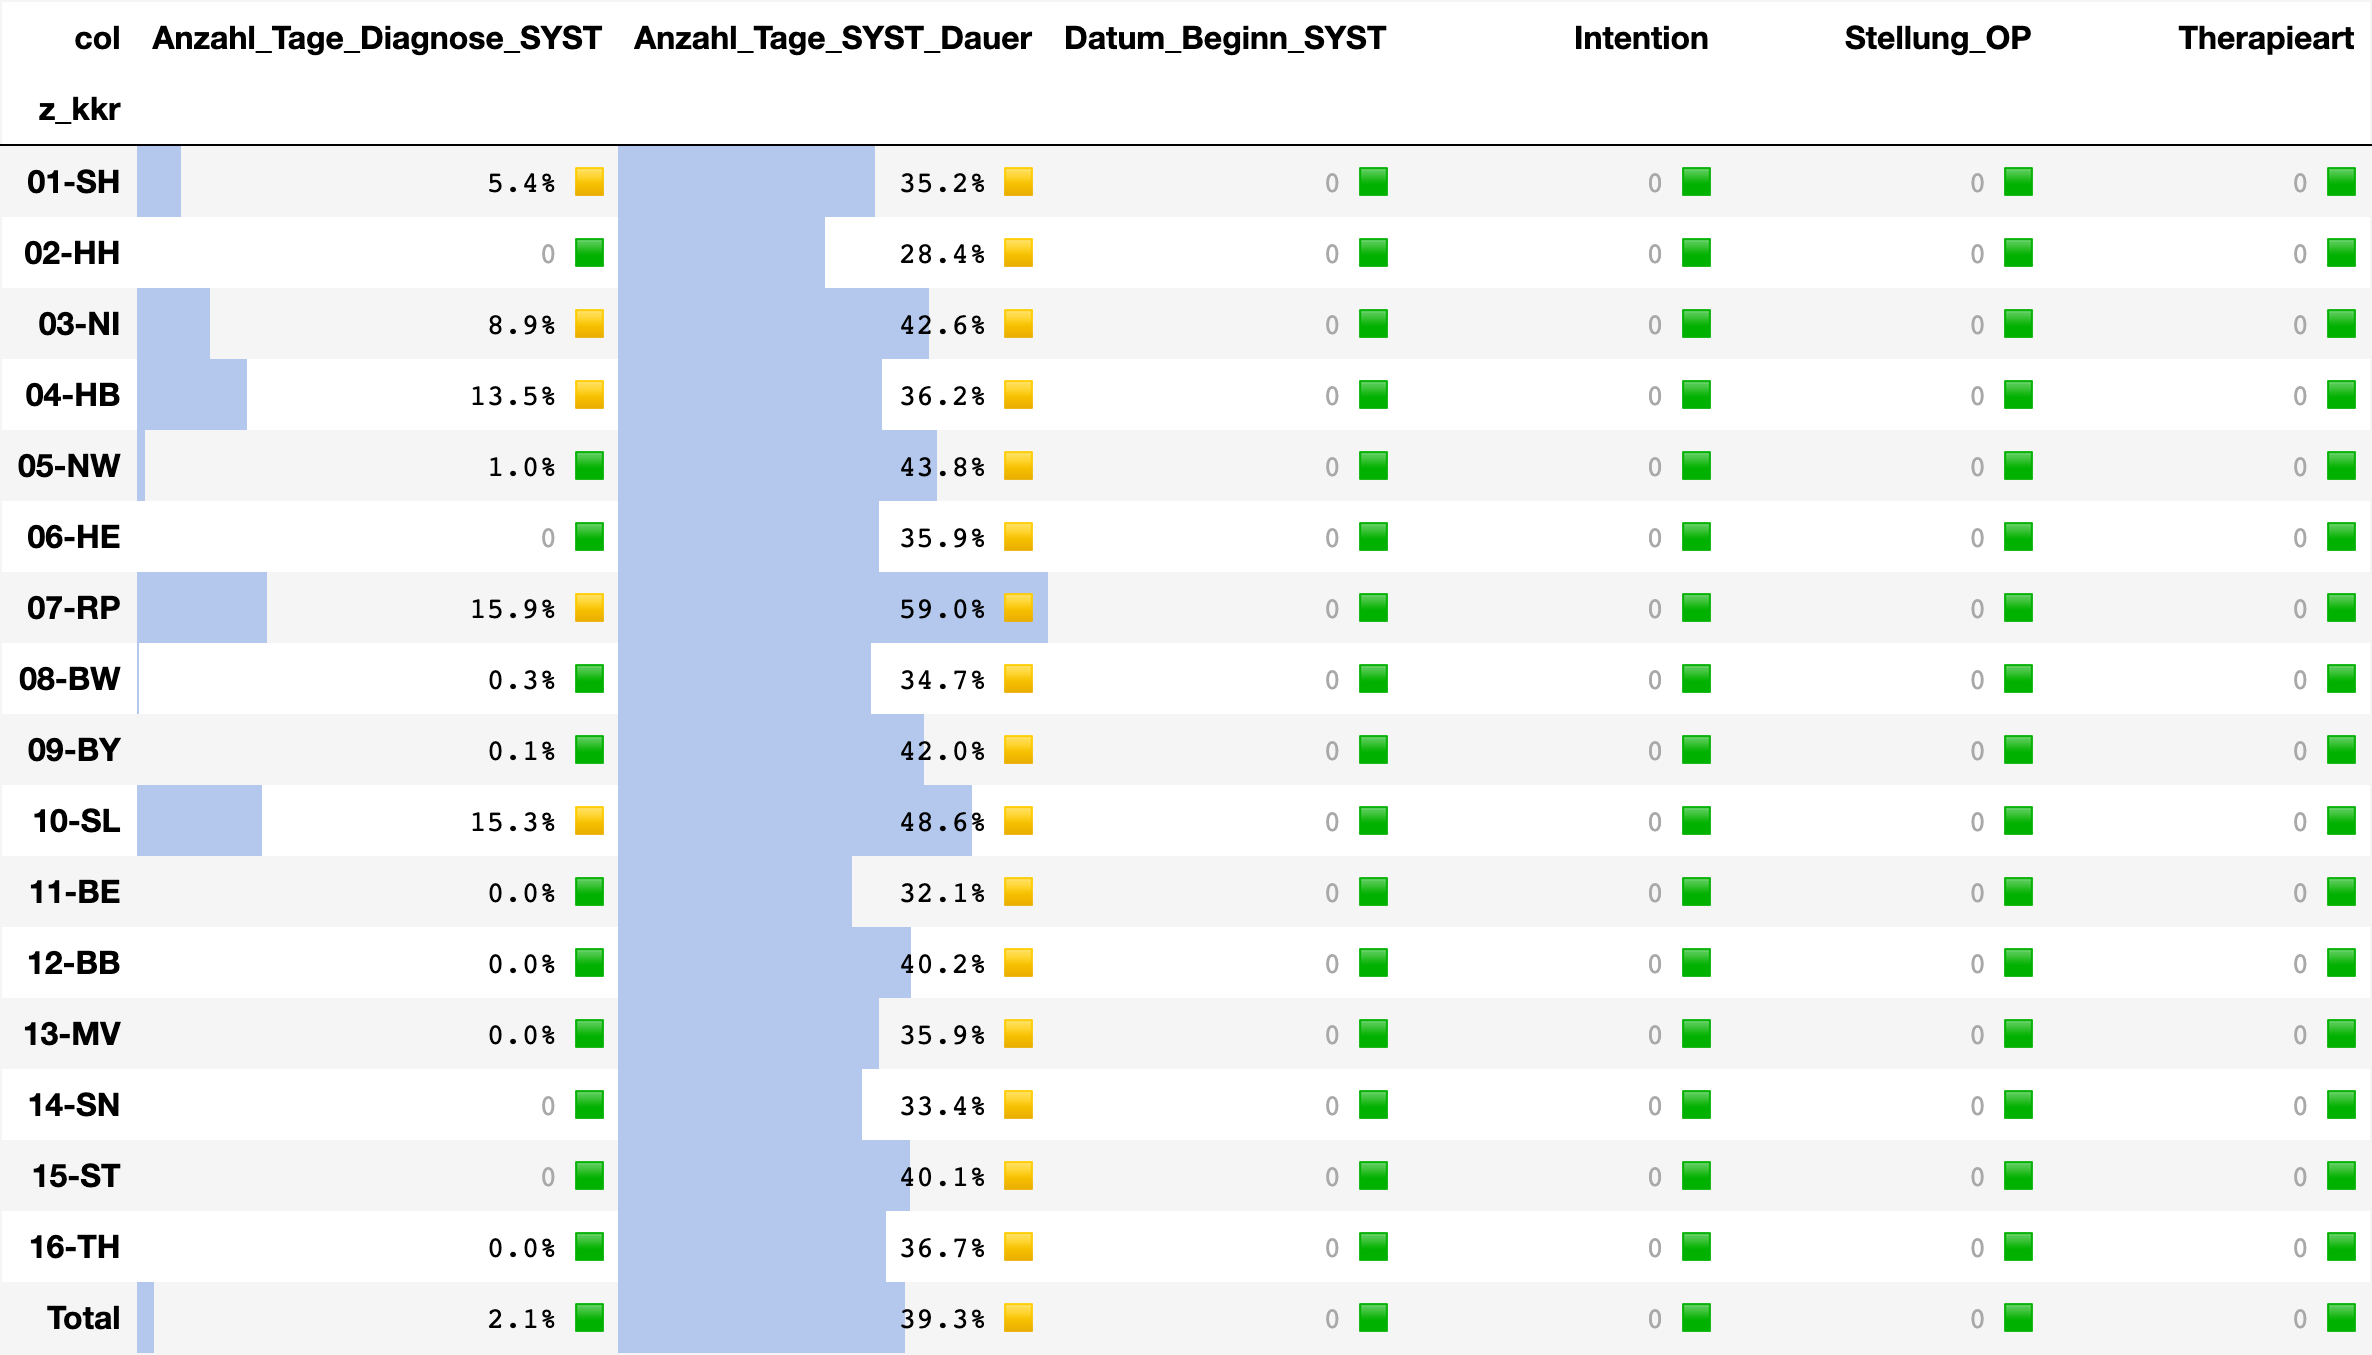 col Anzahl_Tage_Diagnose_SYST Anzahl_Tage_SYST_Dauer Datum_Beginn_SYST Intention Stellung_OP Therapieart
z_kkr
01-SH 5.4% 35.2% 0 0 0 0
02-HH 0 28.4% 0 0 0 0
03-NI 8.9% 42.6% 0 0 0 0
04-HB 13.5% 36.2% 0 0 0 0
05-NW 1.0% 43.8% 0 0 0 0
06-HE 0 35.9% 0 0 0 0
07-RP 15.9% 59.0% 0 0 0 0
08-BW 0.3% 34.7% 0 0 0 0
09-BY 0.1% 42.0% 0 0 0 0
10-SL 15.3% 48.6% 0 0 0 0
11-BE 0.0% 32.1% 0 0 0 0
12-BB 0.0% 40.2% 0 0 0 0
13-MV 0.0% 35.9% 0 0 0 0
14-SN 0 33.4% 0 0 0 0
15-ST 0 40.1% 0 0 0 0
16-TH 0.0% 36.7% 0 0 0 0
Total 2.1% 39.3% 0 0 0 0